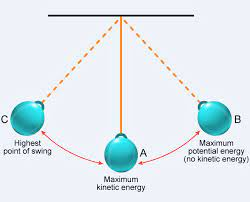 C
Highest
point of swing
A
Maximum
kinetic energy
B
Maximum
potential energy
(no kinetic energy)